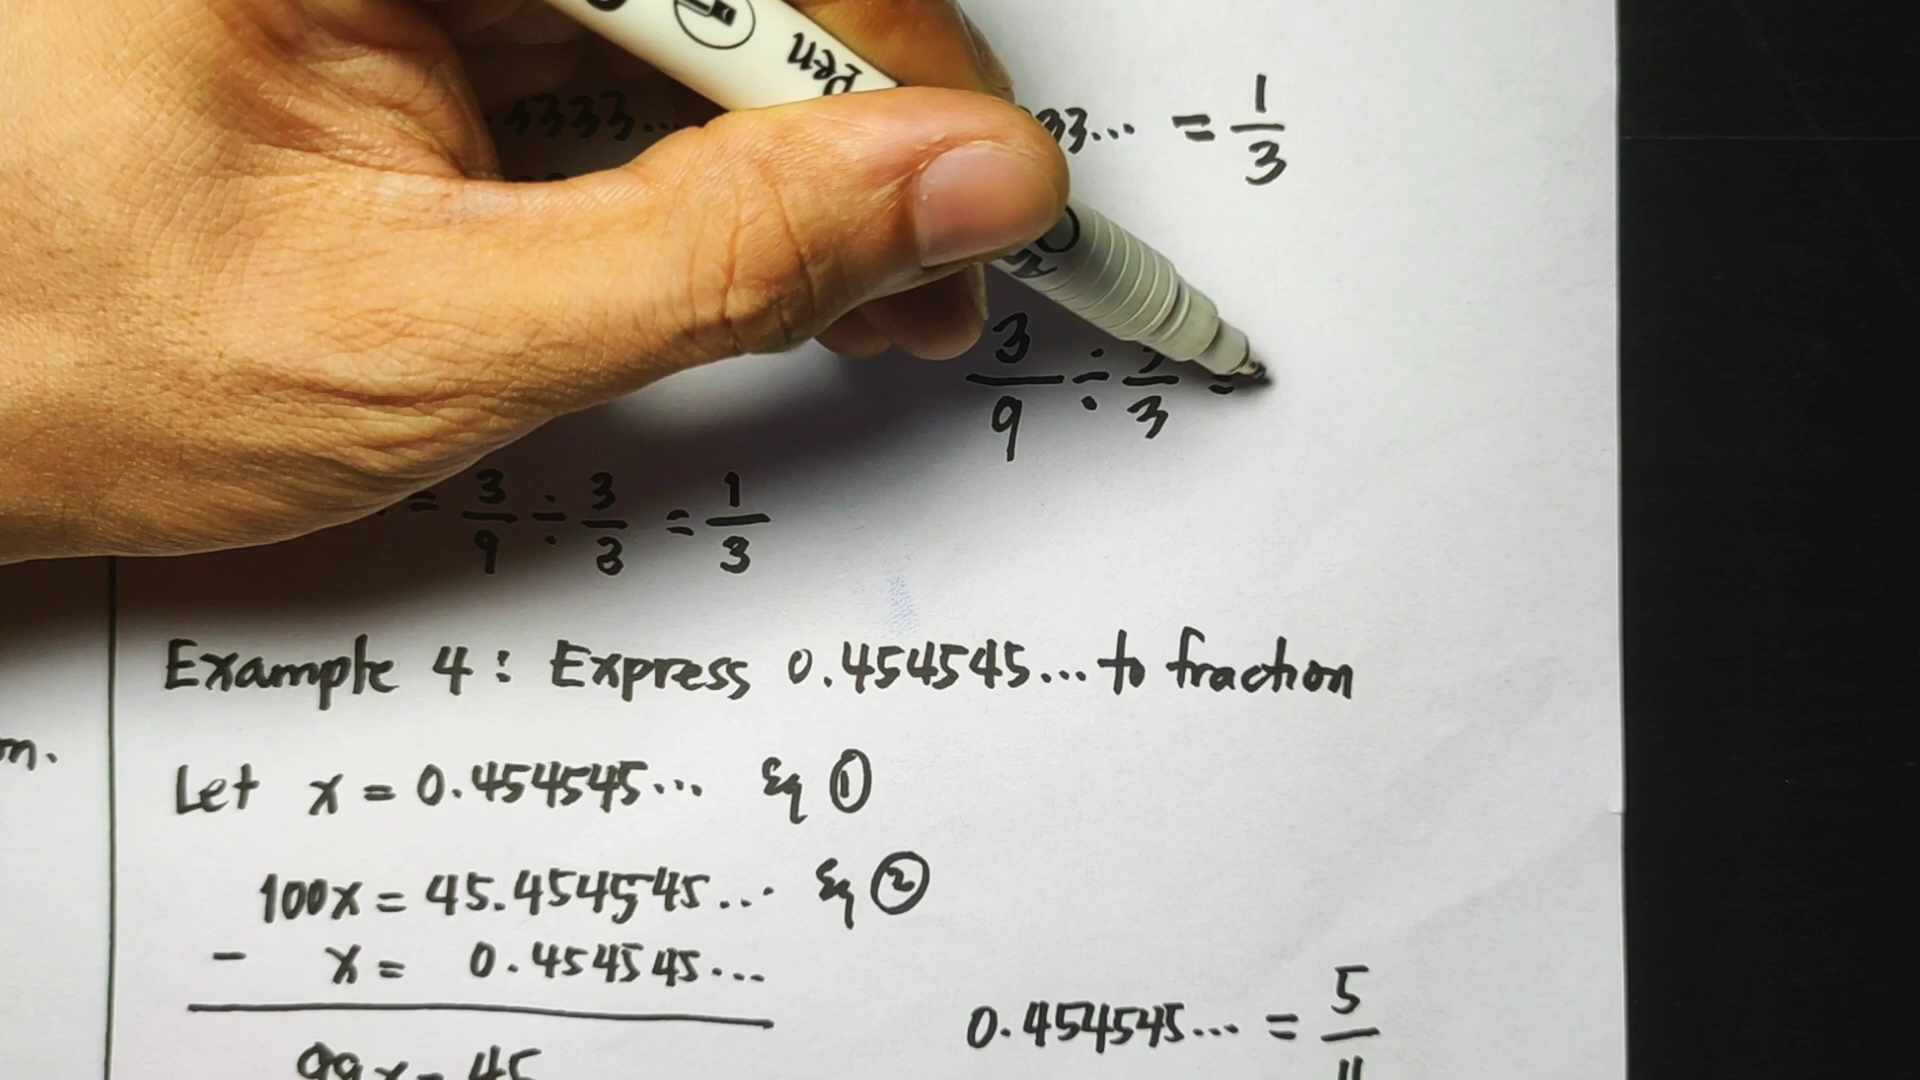 Pen
.3333...
33... = 1/3
3/9 ÷ 3/3 =
= 3/9 ÷ 3/3 = 1/3
Example 4 : Express 0.454545... to fraction
n.
Let x = 0.454545... Eq ①
100x = 45.454545... Eq ②
- x = 0.454545...
0.454545... = 5/11
99x = 45